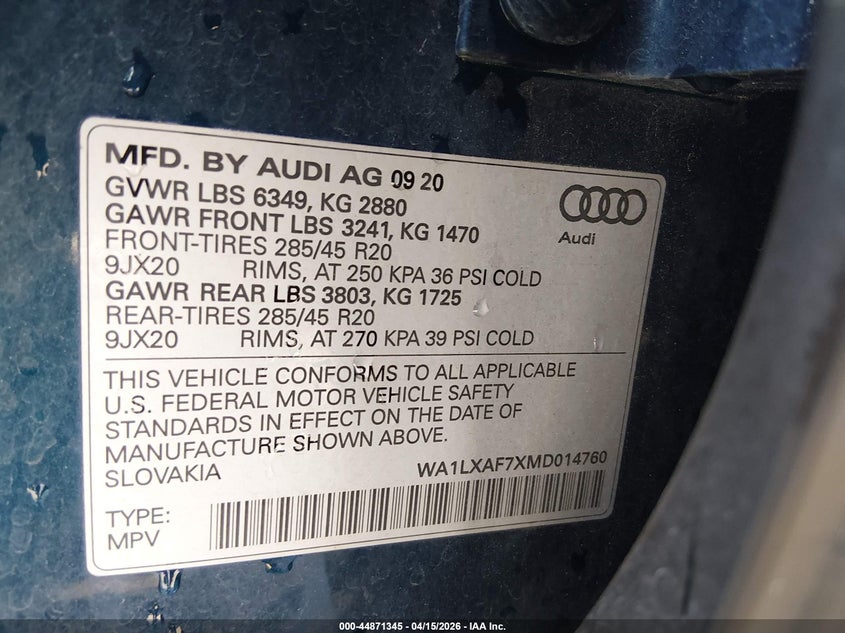 MFD. BY AUDI AG 09 20
GVWR LBS 6349, KG 2880
GAWR FRONT LBS 3241, KG 1470
FRONT-TIRES 285/45 R20
9JX20 RIMS, AT 250 KPA 36 PSI COLD
GAWR REAR LBS 3803, KG 1725
REAR-TIRES 285/45 R20
9JX20 RIMS, AT 270 KPA 39 PSI COLD
Audi
THIS VEHICLE CONFORMS TO ALL APPLICABLE
U.S. FEDERAL MOTOR VEHICLE SAFETY
STANDARDS IN EFFECT ON THE DATE OF
MANUFACTURE SHOWN ABOVE.
SLOVAKIA WA1LXAF7XMD014760
TYPE:
MPV
000-44871345 - 04/15/2026 - IAA Inc.